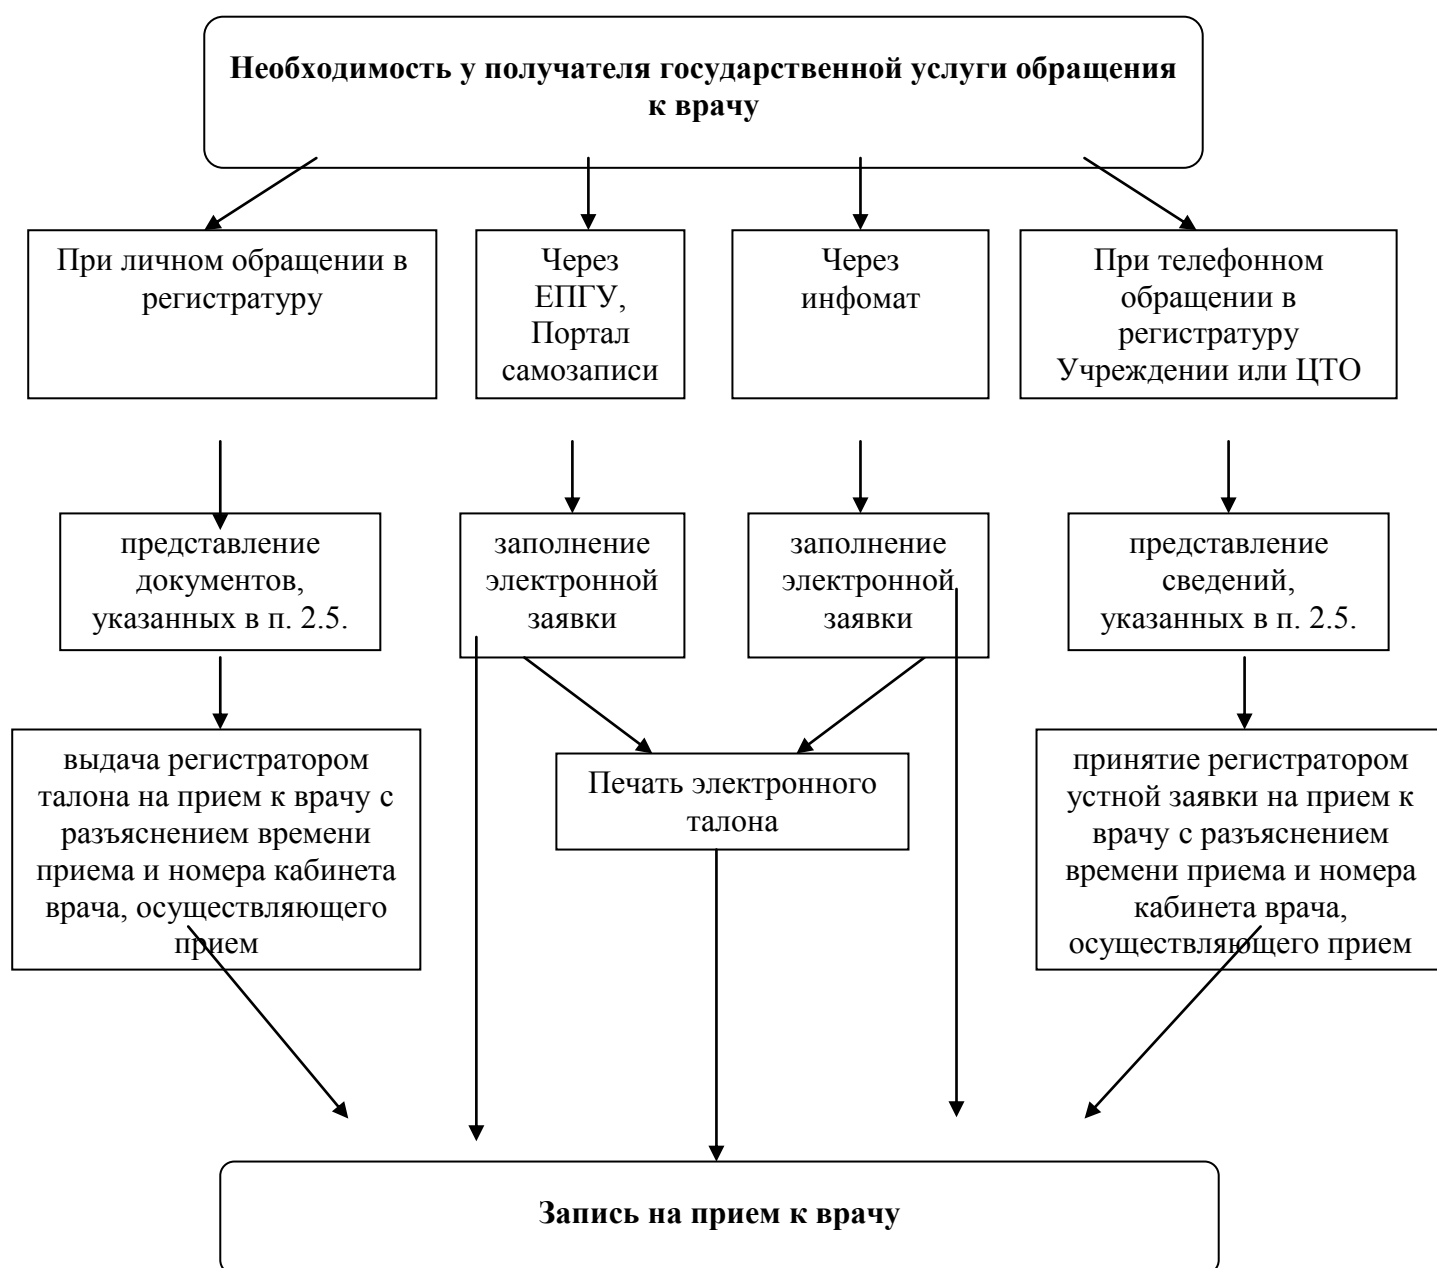 Необходимость у получателя государственной услуги обращения
к врачу
При личном обращении в
регистратуру
Через
ЕПГУ,
Портал
самозаписи
Через
инфомат
При телефонном
обращении в
регистратуру
Учреждении или ЦТО
представление
документов,
указанных в п. 2.5.
заполнение
электронной
заявки
заполнение
электронной
заявки
представление
сведений,
указанных в п. 2.5.
выдача регистратором
талона на прием к врачу с
разъяснением времени
приема и номера кабинета
врача, осуществляющего
прием
Печать электронного
талона
принятие регистратором
устной заявки на прием к
врачу с разъяснением
времени приема и номера
кабинета врача,
осуществляющего прием
Запись на прием к врачу